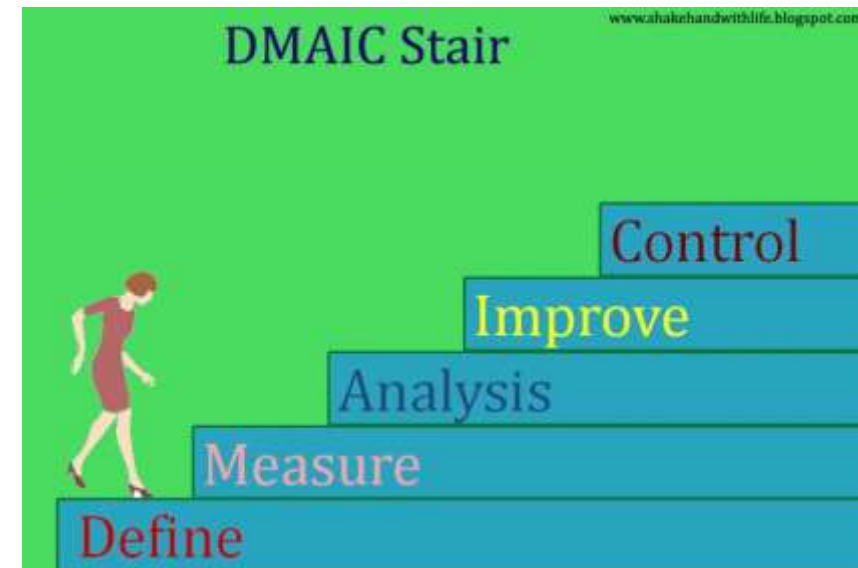 www.shakehandwithlife.blogspot.com
DMAIC Stair
Control
Improve
Analysis
Measure
Define